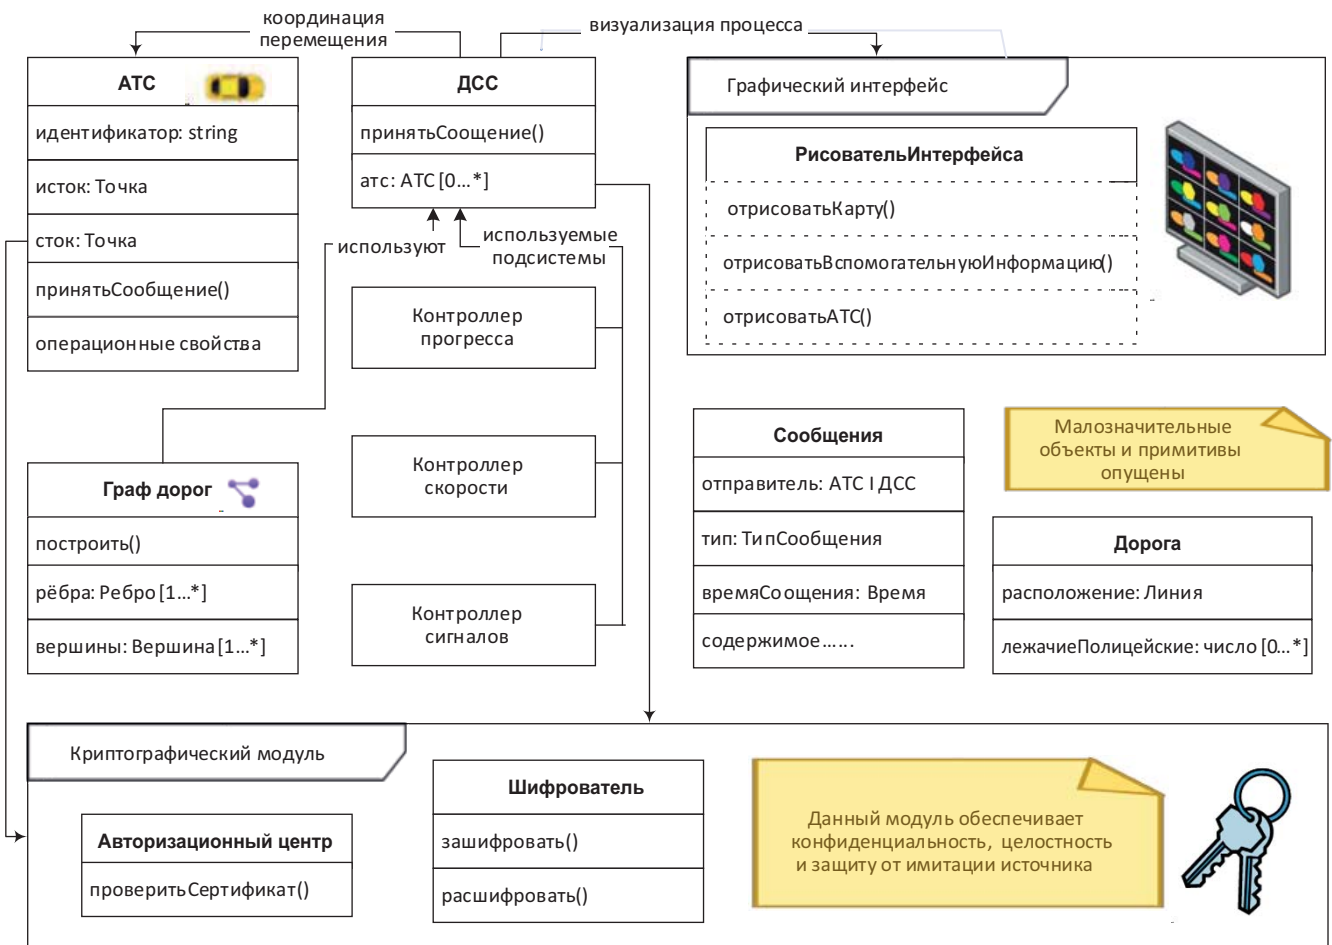 координация
перемещения
визуализация процесса
АТС
идентификатор: string
исток: Точка
сток: Точка
принятьСообщение()
операционные свойства
ДСС
принятьСоощение()
атс: АТС [0...*]
используют
используемые
подсистемы
Графический интерфейс
РисовательИнтерфейса
отрисоватьКарту()
отрисоватьВспомогательнуюИнформацию()
отрисоватьАТС()
Контроллер
прогресса
Контроллер
скорости
Контроллер
сигналов
Граф дорог
построить()
рёбра: Ребро [1...*]
вершины: Вершина [1...*]
Сообщения
отправитель: АТС I ДСС
тип: ТипСообщения
времяСоощения: Время
содержимое......
Малозначительные
объекты и примитивы
опущены
Дорога
расположение: Линия
лежачиеПолицейские: число [0...*]
Криптографический модуль
Авторизационный центр
проверитьСертификат()
Шифрователь
зашифровать()
расшифровать()
Данный модуль обеспечивает
конфиденциальность, целостность
и защиту от имитации источника